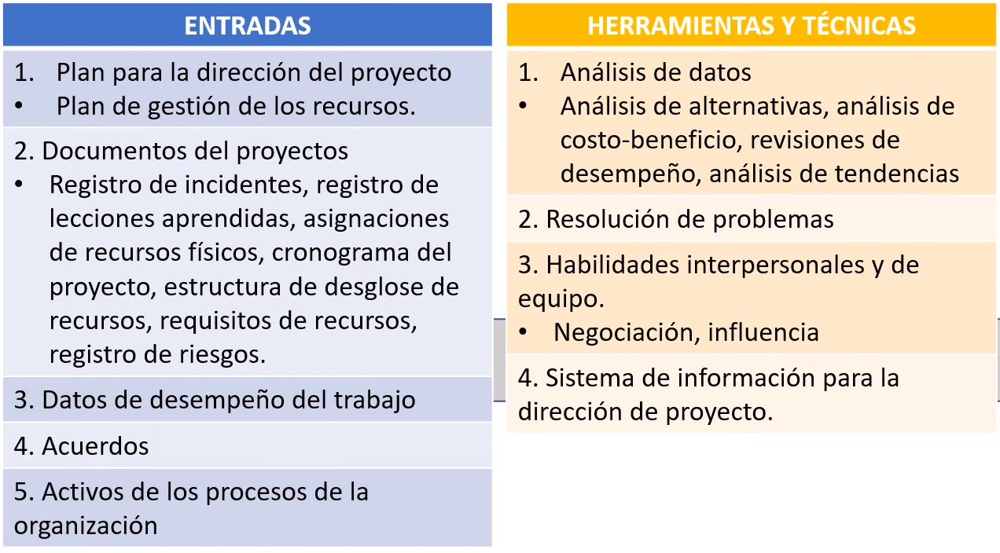 ENTRADAS
1. Plan para la dirección del proyecto
• Plan de gestión de los recursos.
2. Documentos del proyectos
• Registro de incidentes, registro de
lecciones aprendidas, asignaciones
de recursos físicos, cronograma del
proyecto, estructura de desglose de
recursos, requisitos de recursos,
registro de riesgos.
3. Datos de desempeño del trabajo
4. Acuerdos
5. Activos de los procesos de la
organización
HERRAMIENTAS Y TÉCNICAS
1. Análisis de datos
• Análisis de alternativas, análisis de
costo-beneficio, revisiones de
desempeño, análisis de tendencias
2. Resolución de problemas
3. Habilidades interpersonales y de
equipo.
• Negociación, influencia
4. Sistema de información para la
dirección de proyecto.